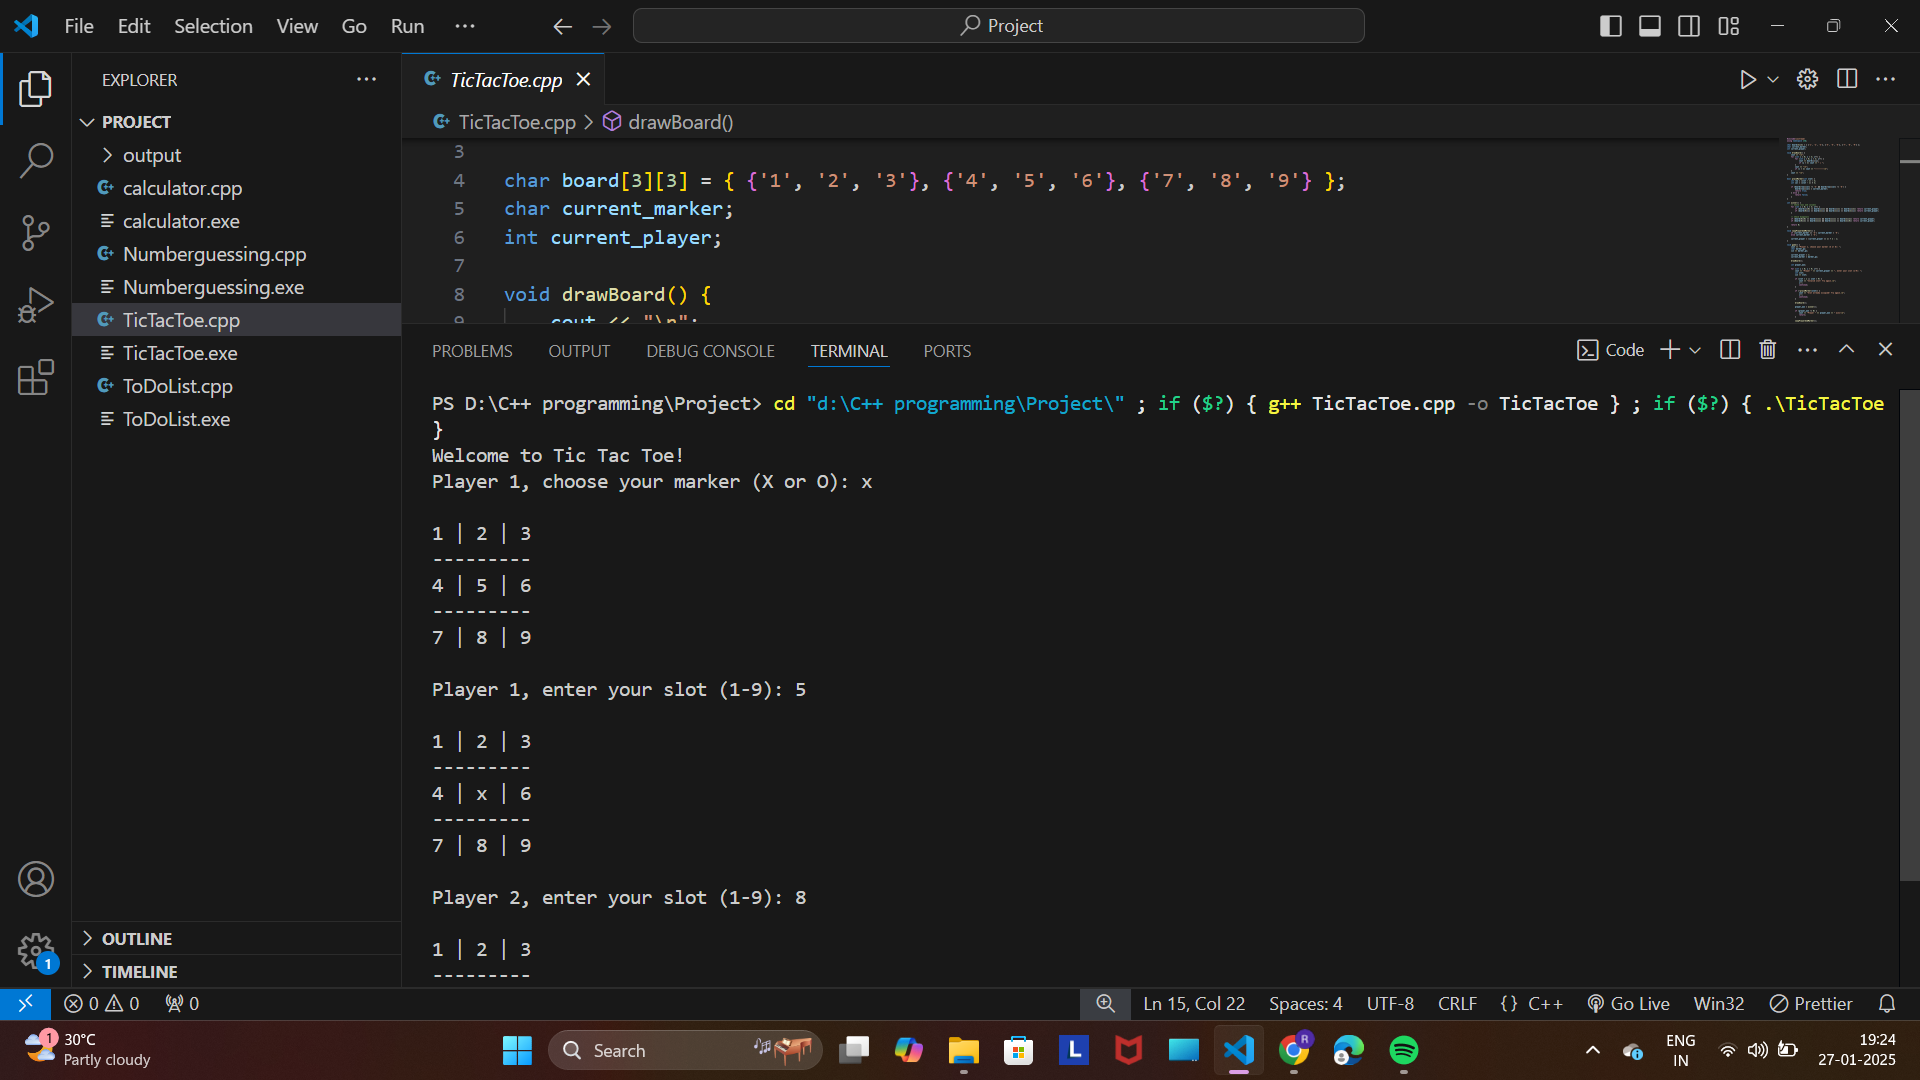 File Edit Selection View Go Run ···
Project
EXPLORER
PROJECT
output
calculator.cpp
calculator.exe
Numberguessing.cpp
Numberguessing.exe
TicTacToe.cpp
TicTacToe.exe
ToDoList.cpp
ToDoList.exe
OUTLINE
TIMELINE
TicTacToe.cpp
TicTacToe.cpp > drawBoard()
3
4 char board[3][3] = { {'1', '2', '3'}, {'4', '5', '6'}, {'7', '8', '9'} };
5 char current_marker;
6 int current_player;
7
8 void drawBoard() {
9 cout << "\n";
PROBLEMS OUTPUT DEBUG CONSOLE TERMINAL PORTS
Code
PS D:\C++ programming\Project> cd "d:\C++ programming\Project\" ; if ($?) { g++ TicTacToe.cpp -o TicTacToe } ; if ($?) { .\TicTacToe
}
Welcome to Tic Tac Toe!
Player 1, choose your marker (X or O): x
1 | 2 | 3
---------
4 | 5 | 6
---------
7 | 8 | 9
Player 1, enter your slot (1-9): 5
1 | 2 | 3
---------
4 | x | 6
---------
7 | 8 | 9
Player 2, enter your slot (1-9): 8
1 | 2 | 3
---------
1
0 0 0
Ln 15, Col 22 Spaces: 4 UTF-8 CRLF {} C++ Go Live Win32 Prettier
1
30°C
Partly cloudy
Search
L
R
ENG
IN
19:24
27-01-2025